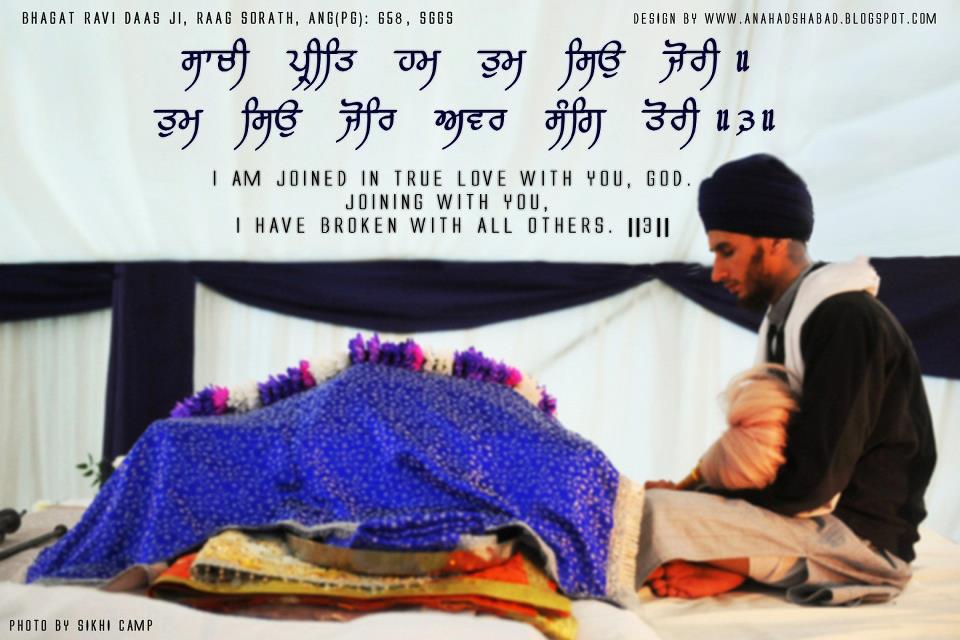 BHAGAT RAVI DAAS JI, RAAG SORATH, ANG(PG): 658, SGGS
DESIGN BY WWW.ANAHADSHABAD.BLOGSPOT.COM
ਸਾਚੀ ਪ੍ਰੀਤਿ ਹਮ ਤੁਮ ਸਿਉ ਜੋਰੀ ॥
ਤੁਮ ਸਿਉ ਜੋਰਿ ਅਵਰ ਸੰਗਿ ਤੋਰੀ ॥੩॥
I AM JOINED IN TRUE LOVE WITH YOU, GOD.
JOINING WITH YOU,
I HAVE BROKEN WITH ALL OTHERS. ||3||
PHOTO BY SIKHI CAMP